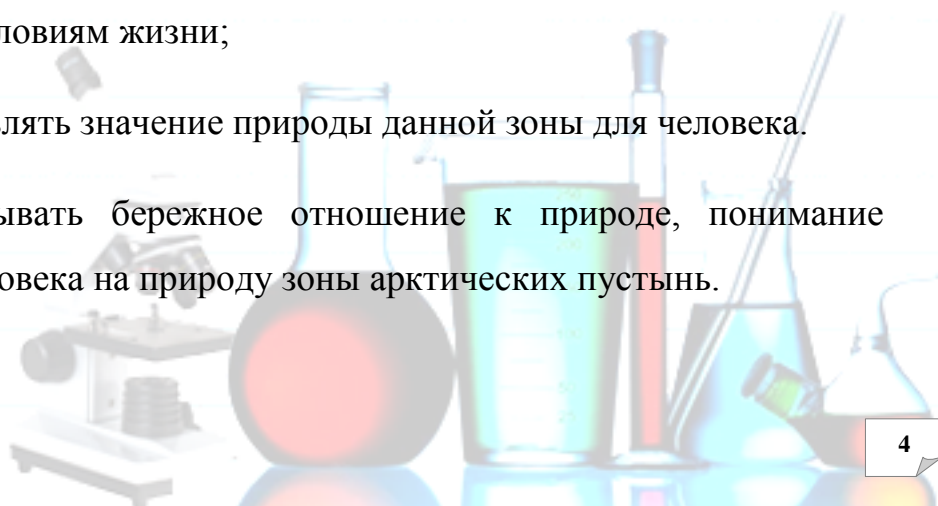 ловиям жизни;
лять значение природы данной зоны для человека.
ывать бережное отношение к природе, понимание
овека на природу зоны арктических пустынь.
4